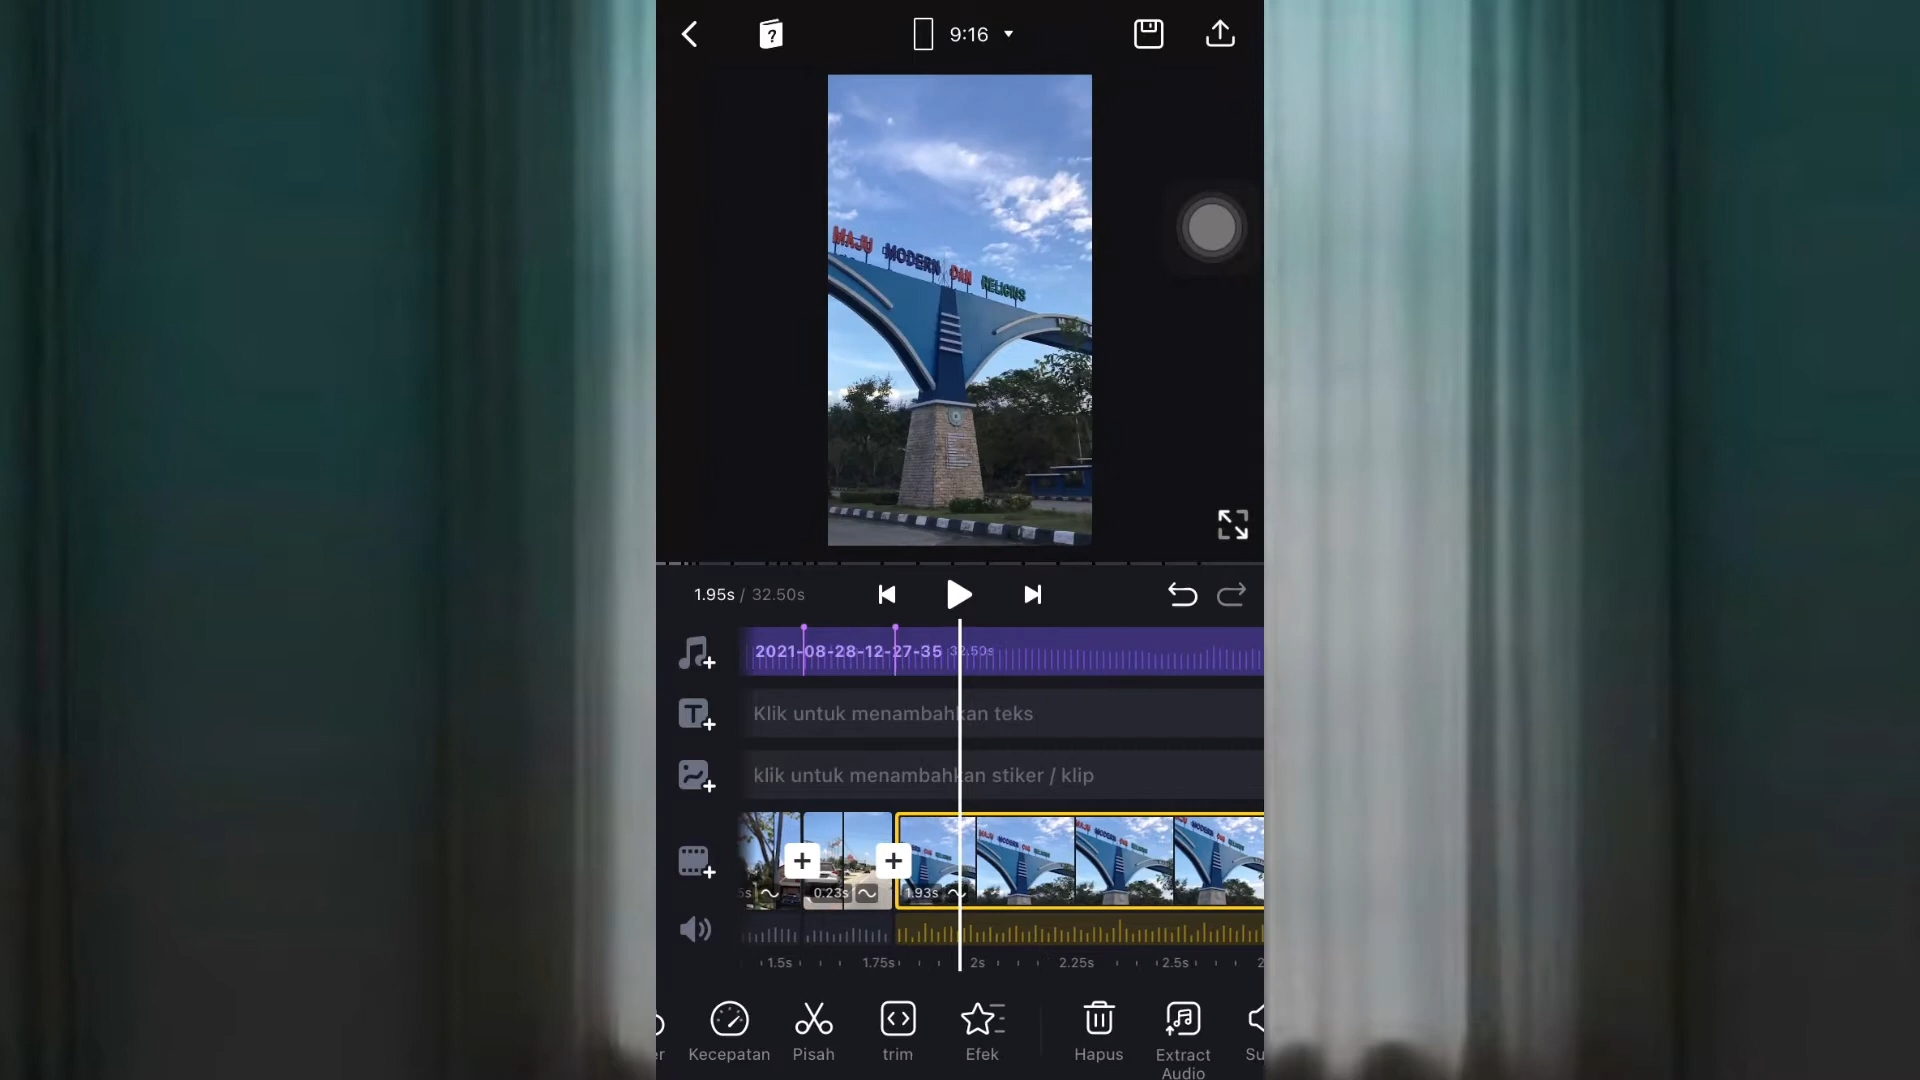 9:16
MAJU MODERN DAN RELIGIUS
1.95s / 32.50s
2021-08-28-12-27-35 32.50s
Klik untuk menambahkan teks
klik untuk menambahkan stiker / klip
0.23s 1.93s
1.5s 1.75s 2s 2.25s 2.5s
Kecepatan Pisah trim Efek Hapus Extract Audio